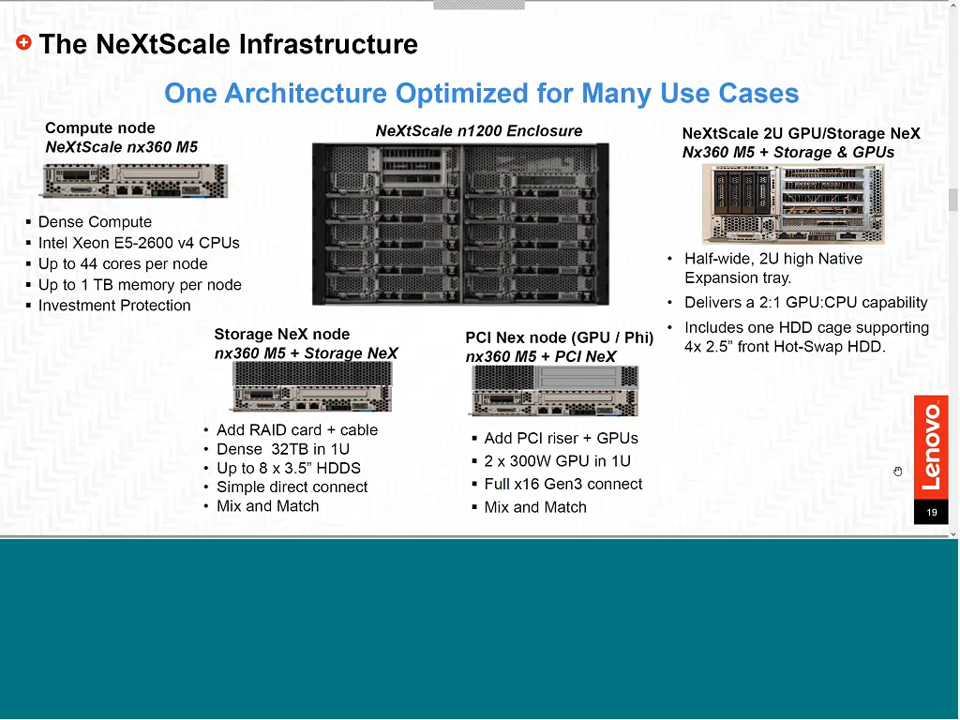 The NeXtScale Infrastructure
One Architecture Optimized for Many Use Cases
Compute node
NeXtScale nx360 M5
▪ Dense Compute
▪ Intel Xeon E5-2600 v4 CPUs
▪ Up to 44 cores per node
▪ Up to 1 TB memory per node
▪ Investment Protection
NeXtScale n1200 Enclosure
NeXtScale 2U GPU/Storage NeX
Nx360 M5 + Storage & GPUs
• Half-wide, 2U high Native
Expansion tray.
• Delivers a 2:1 GPU:CPU capability
• Includes one HDD cage supporting
4x 2.5” front Hot-Swap HDD.
Storage NeX node
nx360 M5 + Storage NeX
• Add RAID card + cable
• Dense 32TB in 1U
• Up to 8 x 3.5” HDDS
• Simple direct connect
• Mix and Match
PCI Nex node (GPU / Phi)
nx360 M5 + PCI NeX
▪ Add PCI riser + GPUs
▪ 2 x 300W GPU in 1U
▪ Full x16 Gen3 connect
▪ Mix and Match
Lenovo
19